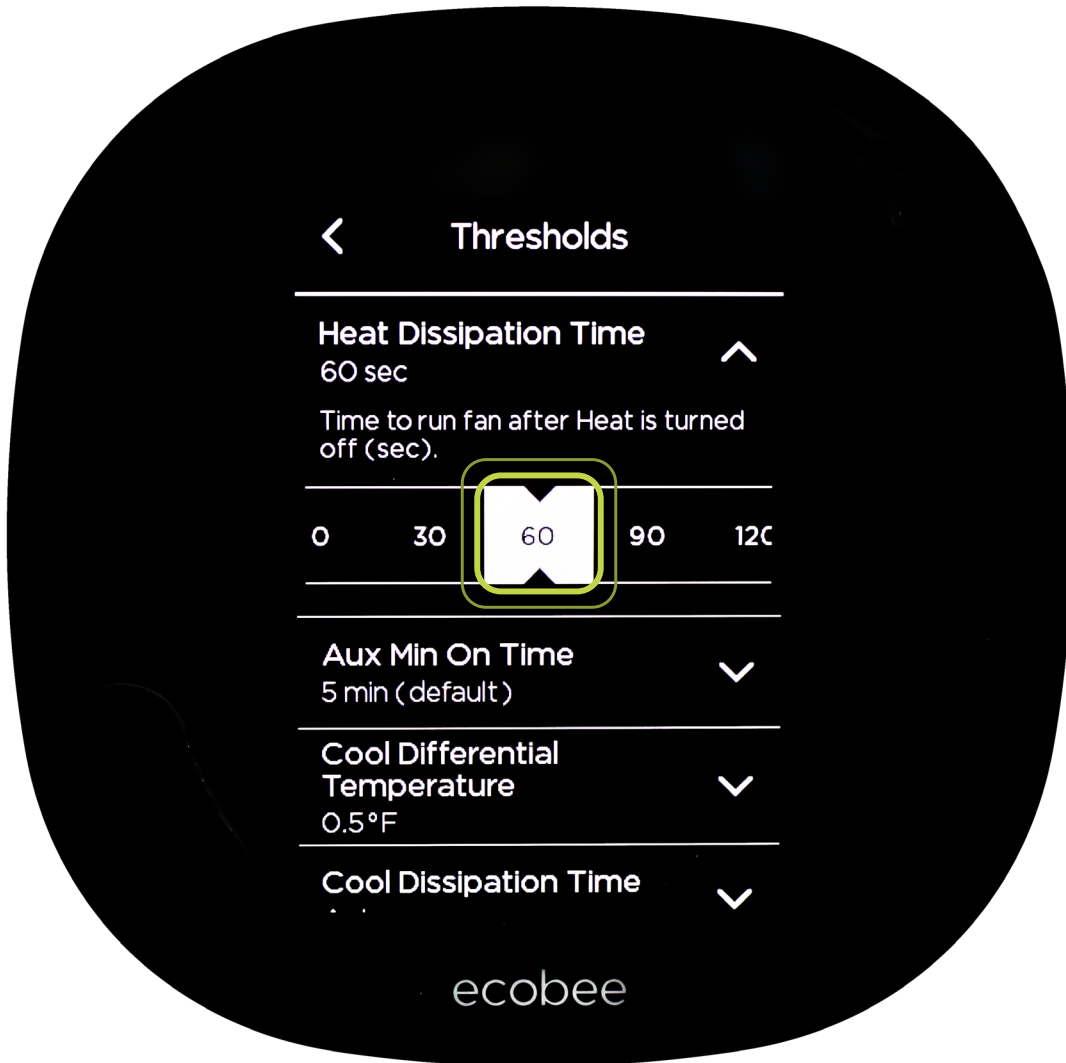 Thresholds
Heat Dissipation Time
60 sec
Time to run fan after Heat is turned
off (sec).
0 30 60 90 120
Aux Min On Time
5 min (default)
Cool Differential
Temperature
0.5°F
Cool Dissipation Time
ecobee